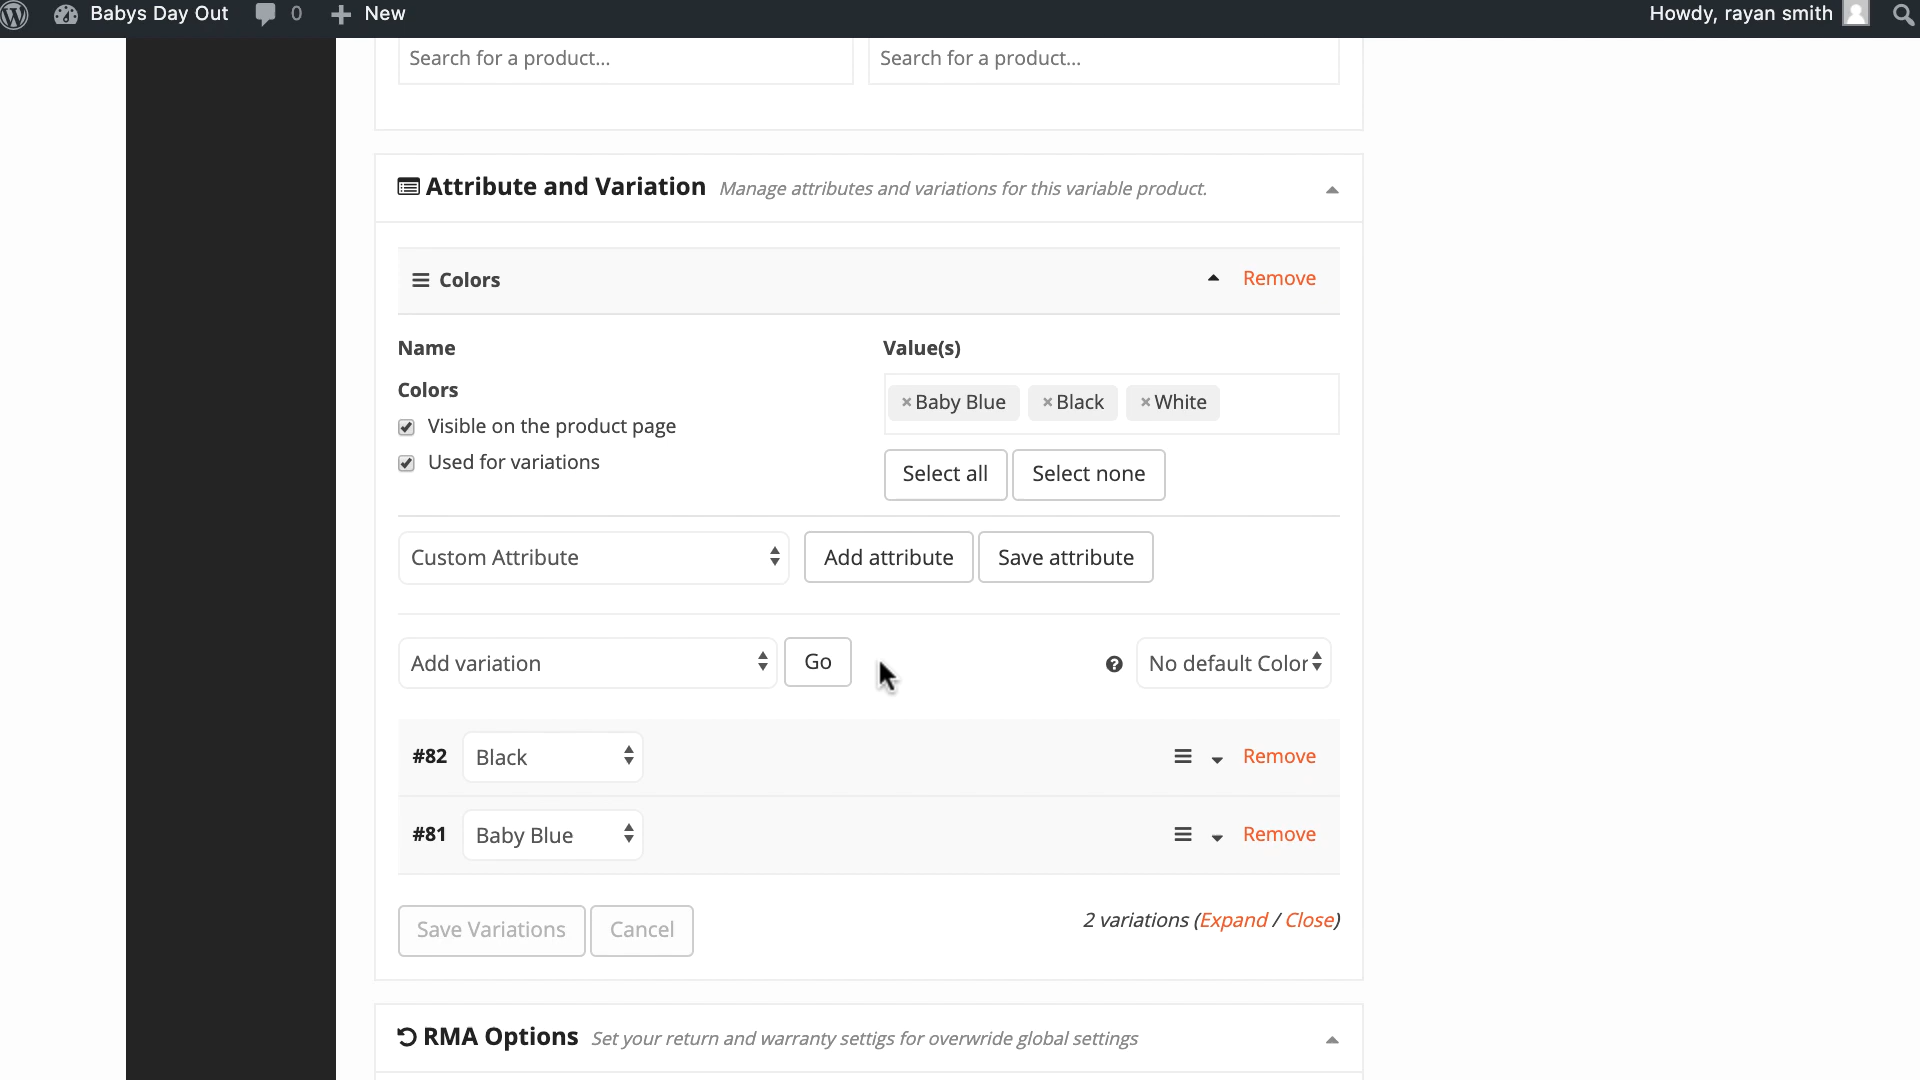 Babys Day Out 0 New Howdy, rayan smith
Search for a product... Search for a product...
Attribute and Variation Manage attributes and variations for this variable product.
Colors Remove
Name Value(s)
Colors ×Baby Blue ×Black ×White
Visible on the product page
Used for variations
Select all Select none
Custom Attribute Add attribute Save attribute
Add variation Go ? No default Color
#82 Black Remove
#81 Baby Blue Remove
Save Variations Cancel 2 variations (Expand / Close)
RMA Options Set your return and warranty settigs for overwride global settings